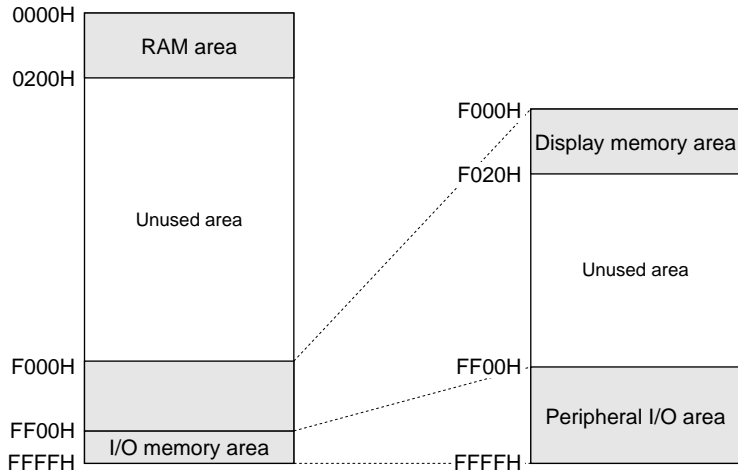 0000H
RAM area
0200H
Unused area
F000H
FF00H
I/O memory area
FFFFH
F000H
Display memory area
F020H
Unused area
FF00H
Peripheral I/O area
FFFFH